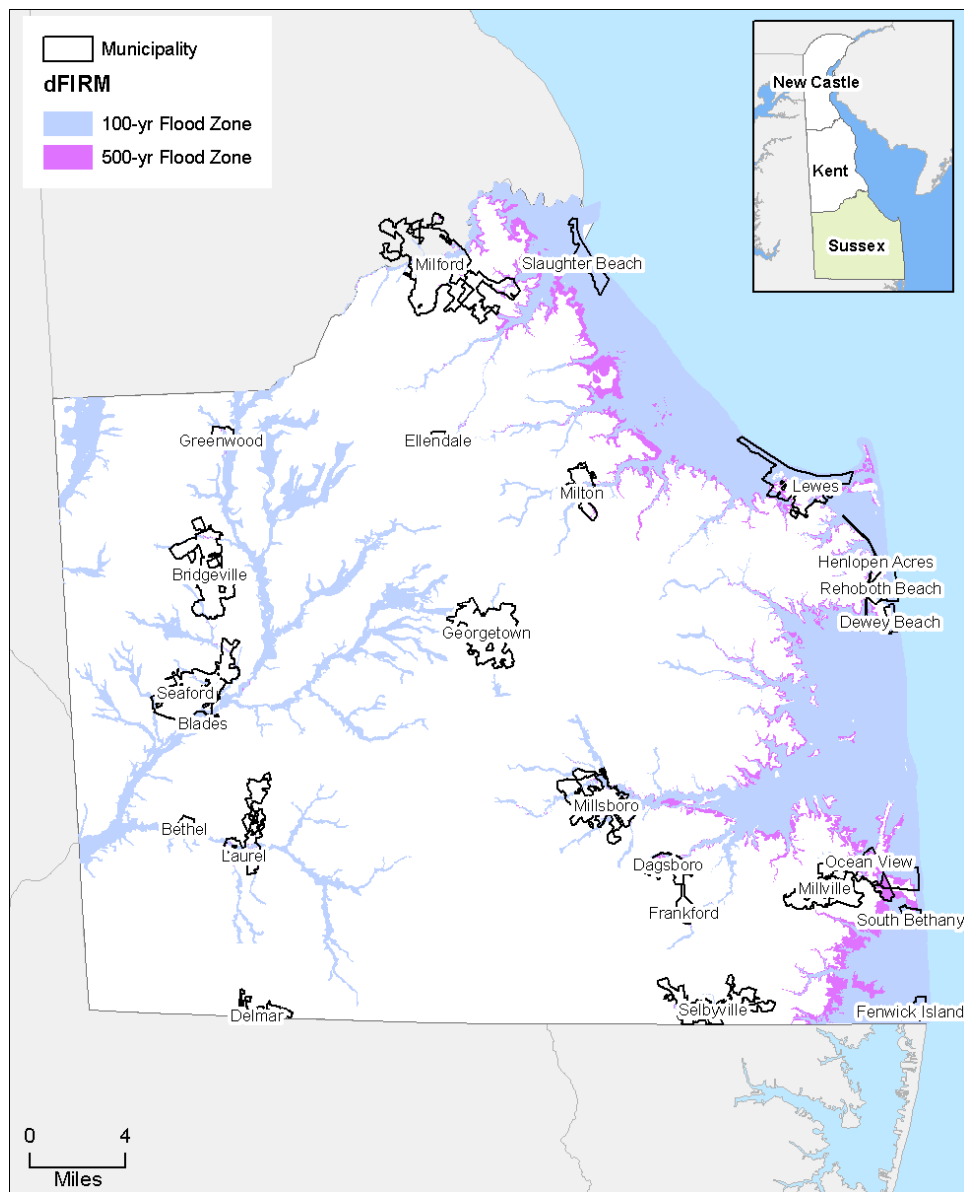 Municipality
dFIRM
100-yr Flood Zone
500-yr Flood Zone
New Castle
Kent
Sussex
Milford
Slaughter Beach
Greenwood
Ellendale
Milton
Lewes
Bridgeville
Henlopen Acres
Rehoboth Beach
Dewey Beach
Georgetown
Seaford
Blades
Millsboro
Bethel
Laurel
Dagsboro
Ocean View
Millville
Frankford
South Bethany
Delmar
Selbyville
Fenwick Island
0 4
Miles